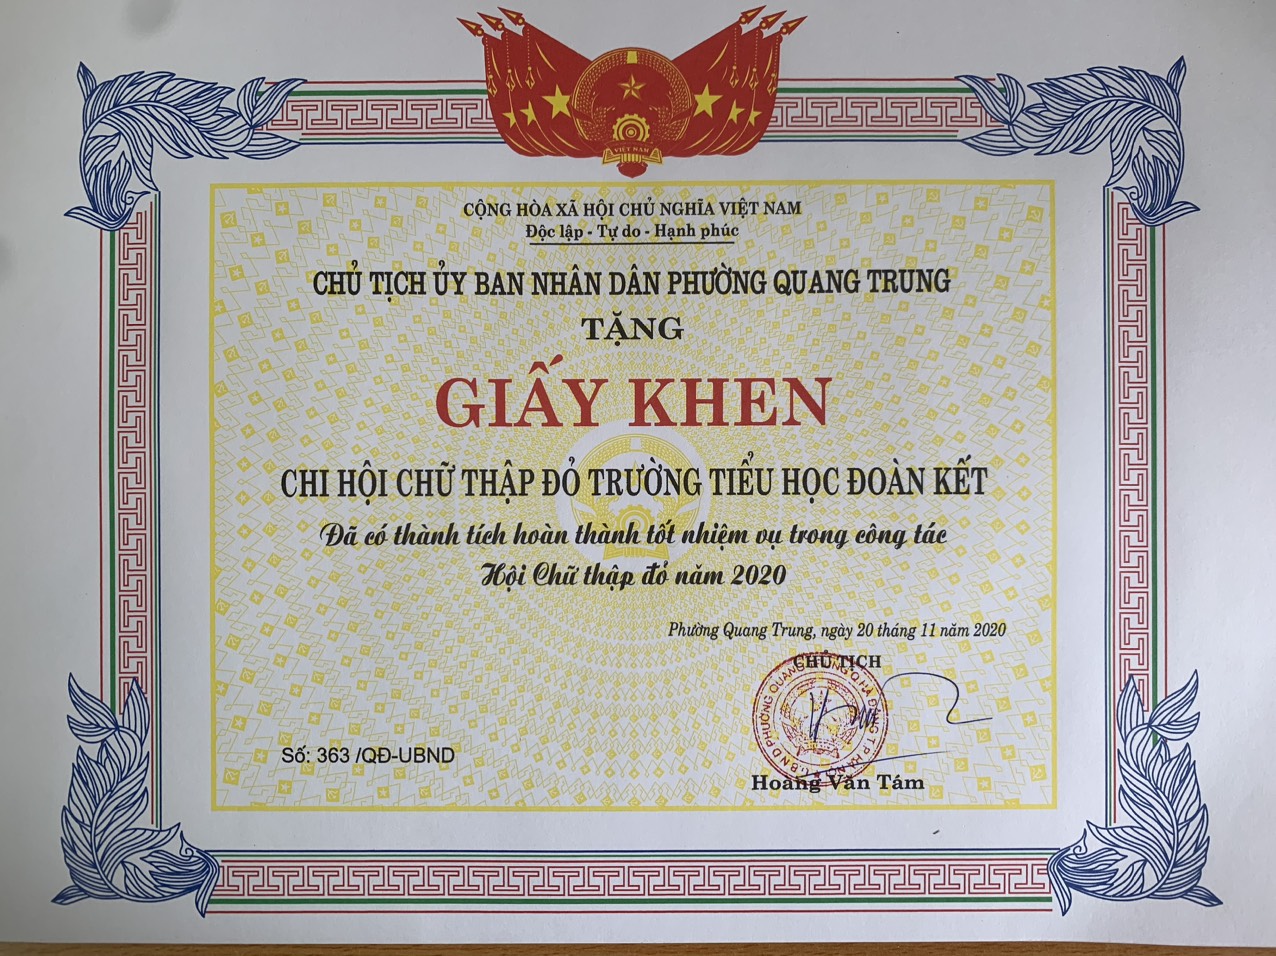 VIỆT NAM
CỘNG HÒA XÃ HỘI CHỦ NGHĨA VIỆT NAM
Độc lập - Tự do - Hạnh phúc
CHỦ TỊCH ỦY BAN NHÂN DÂN PHƯỜNG QUANG TRUNG
TẶNG
GIẤY KHEN
CHI HỘI CHỮ THẬP ĐỎ TRƯỜNG TIỂU HỌC ĐOÀN KẾT
Đã có thành tích hoàn thành tốt nhiệm vụ trong công tác
Hội Chữ thập đỏ năm 2020
Phường Quang Trung, ngày 20 tháng 11 năm 2020
CHỦ TỊCH
Số: 363 /QĐ-UBND
Hoàng Văn Tám